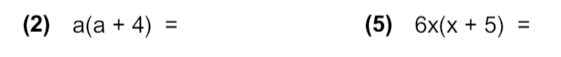 (2) a(a + 4) = (5) 6x(x + 5) =